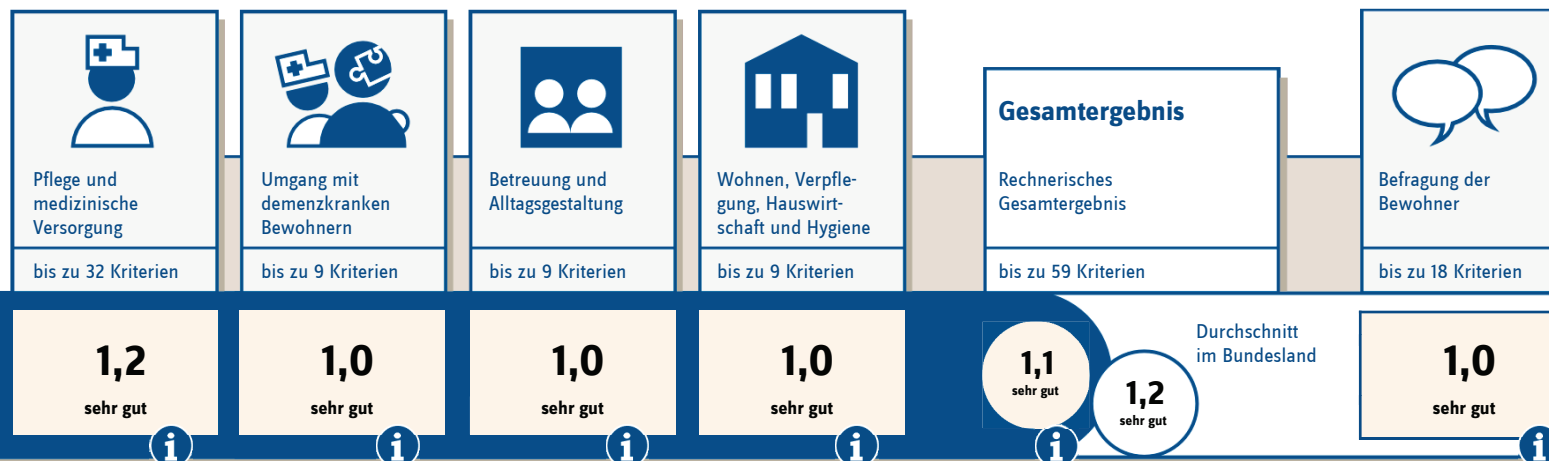 Pflege und
medizinische
Versorgung
bis zu 32 Kriterien
1,2
sehr gut
Umgang mit
demenzkranken
Bewohnern
bis zu 9 Kriterien
1,0
sehr gut
Betreuung und
Alltagsgestaltung
bis zu 9 Kriterien
1,0
sehr gut
Wohnen, Verpfle-
gung, Hauswirt-
schaft und Hygiene
bis zu 9 Kriterien
1,0
sehr gut
Gesamtergebnis
Rechnerisches
Gesamtergebnis
bis zu 59 Kriterien
1,1
sehr gut
1,2
sehr gut
Durchschnitt
im Bundesland
Befragung der
Bewohner
bis zu 18 Kriterien
1,0
sehr gut
i
i
i
i
i
i